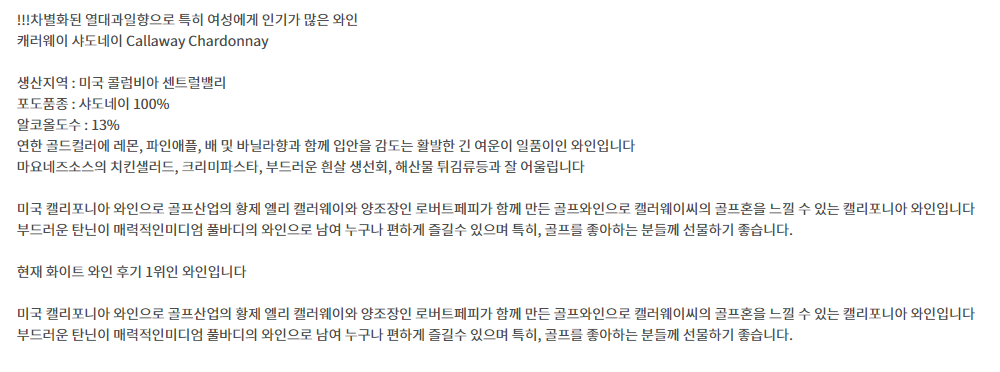 !!!차별화된 열대과일향으로 특히 여성에게 인기가 많은 와인
캐러웨이 샤도네이 Callaway Chardonnay
생산지역 : 미국 콜럼비아 센트럴밸리
포도품종 : 샤도네이 100%
알코올도수 : 13%
연한 골드컬러에 레몬, 파인애플, 배 및 바닐라향과 함께 입안을 감도는 활발한 긴 여운이 일품이인 와인입니다
마요네즈소스의 치킨샐러드, 크리미파스타, 부드러운 흰살 생선회, 해산물 튀김류등과 잘 어울립니다
미국 캘리포니아 와인으로 골프산업의 황제 엘리 캘러웨이와 양조장인 로버트페피가 함께 만든 골프와인으로 캘러웨이씨의 골프혼을 느낄 수 있는 캘리포니아 와인입니다
부드러운 탄닌이 매력적인미디엄 풀바디의 와인으로 남여 누구나 편하게 즐길수 있으며 특히, 골프를 좋아하는 분들께 선물하기 좋습니다.
현재 화이트 와인 후기 1위인 와인입니다
미국 캘리포니아 와인으로 골프산업의 황제 엘리 캘러웨이와 양조장인 로버트페피가 함께 만든 골프와인으로 캘러웨이씨의 골프혼을 느낄 수 있는 캘리포니아 와인입니다
부드러운 탄닌이 매력적인미디엄 풀바디의 와인으로 남여 누구나 편하게 즐길수 있으며 특히, 골프를 좋아하는 분들께 선물하기 좋습니다.